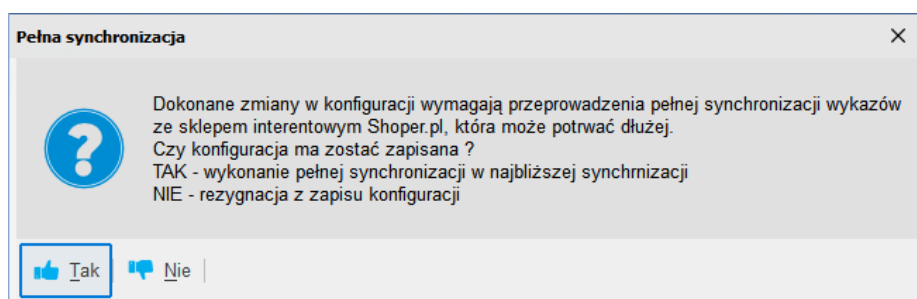 Pełna synchronizacja
Dokonane zmiany w konfiguracji wymagają przeprowadzenia pełnej synchronizacji wykazów
ze sklepem interentowym Shoper.pl, która może potrwać dłużej.
Czy konfiguracja ma zostać zapisana ?
TAK - wykonanie pełnej synchronizacji w najbliższej synchrnizacji
NIE - rezygnacja z zapisu konfiguracji
Tak Nie